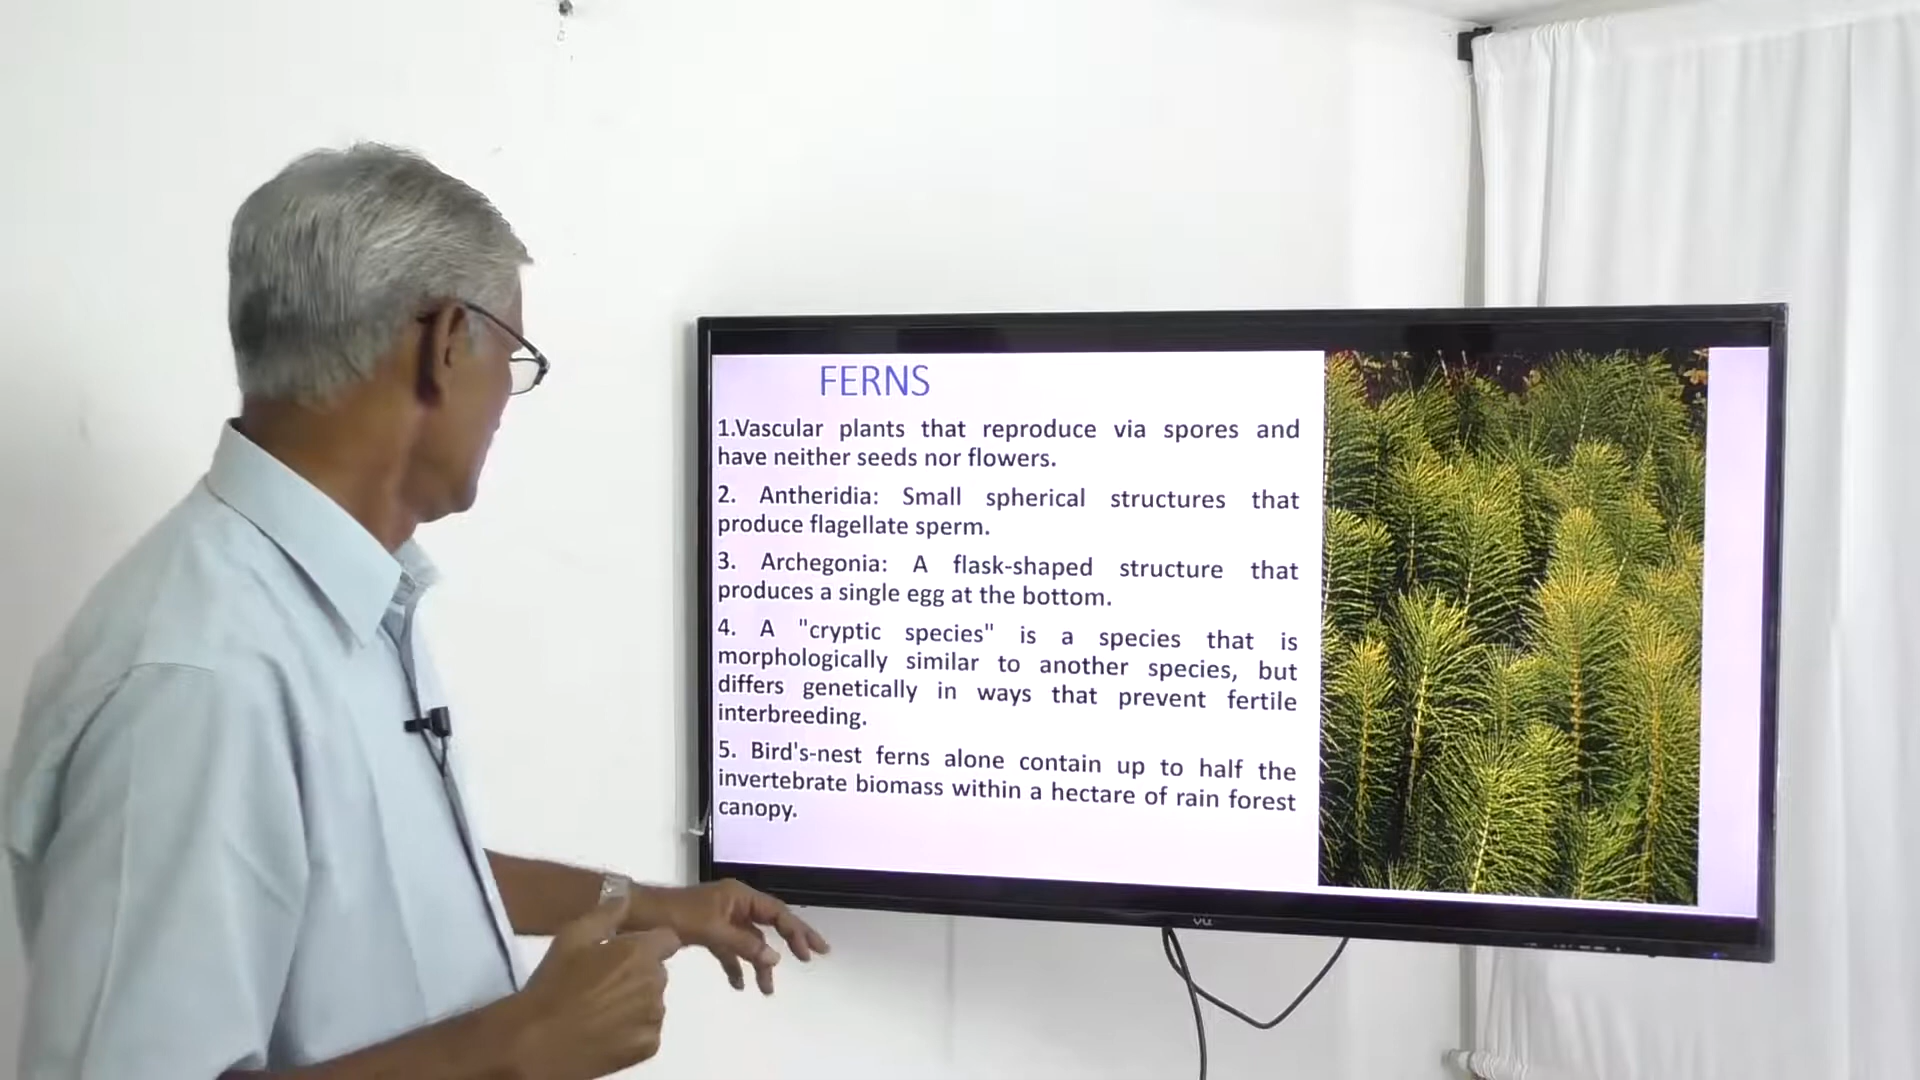 FERNS
1.Vascular plants that reproduce via spores and
have neither seeds nor flowers.
2. Antheridia: Small spherical structures that
produce flagellate sperm.
3. Archegonia: A flask-shaped structure that
produces a single egg at the bottom.
4. A "cryptic species" is a species that is
morphologically similar to another species, but
differs genetically in ways that prevent fertile
interbreeding.
5. Bird's-nest ferns alone contain up to half the
invertebrate biomass within a hectare of rain forest
canopy.
vu